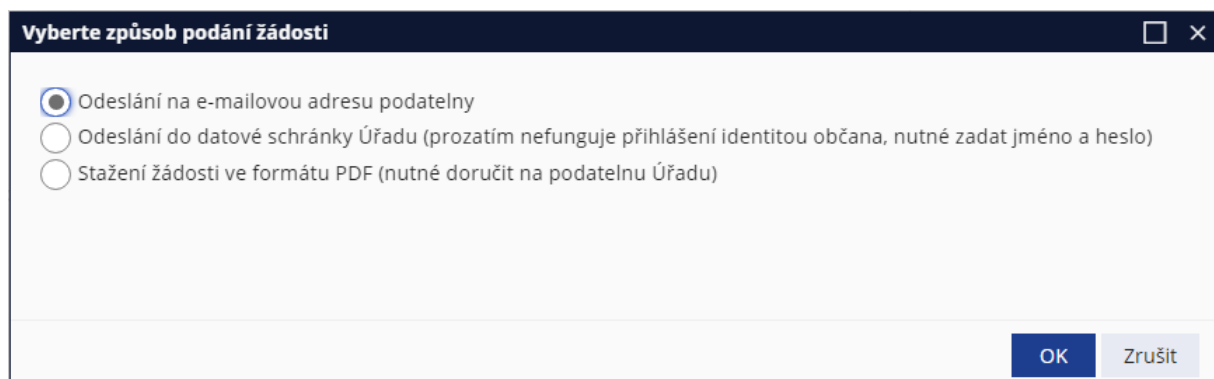 Vyberte způsob podání žádosti
Odeslání na e-mailovou adresu podatelny
Odeslání do datové schránky Úřadu (prozatím nefunguje přihlášení identitou občana, nutné zadat jméno a heslo)
Stažení žádosti ve formátu PDF (nutné doručit na podatelnu Úřadu)
OK Zrušit